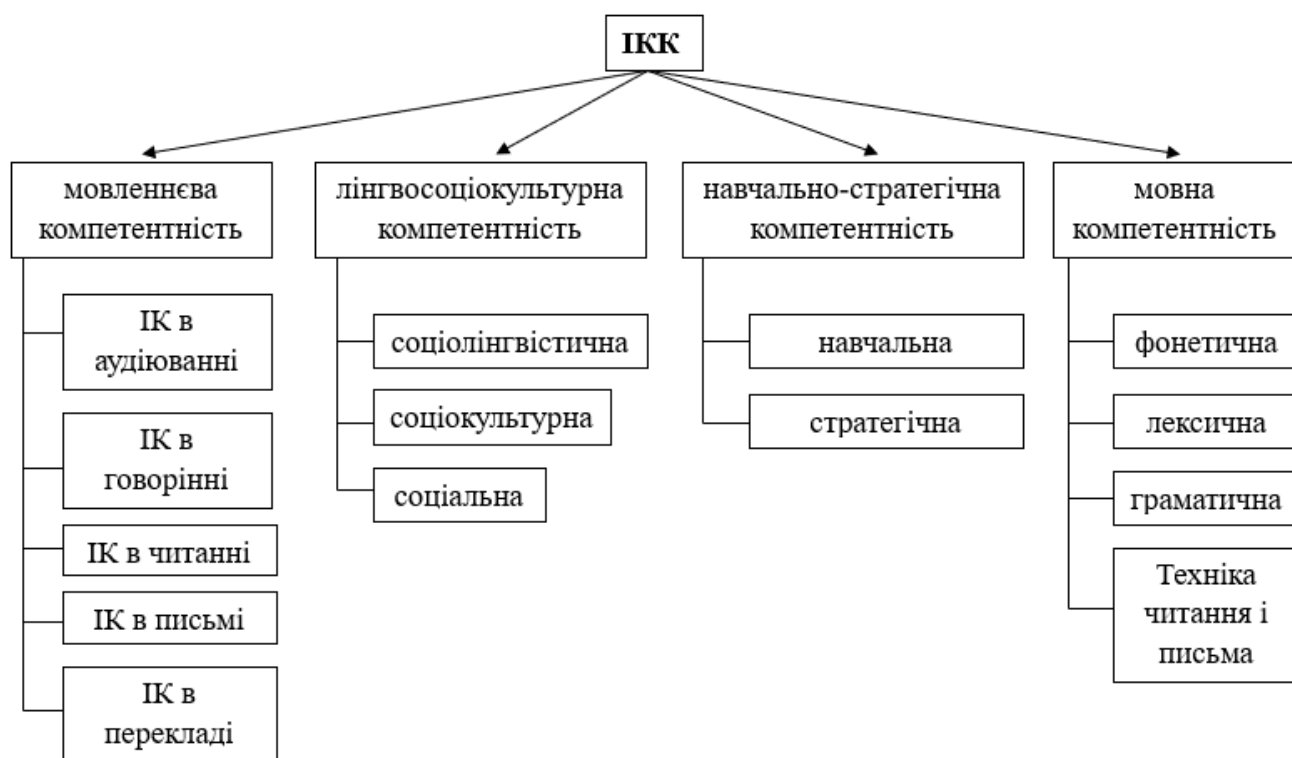 ІКК
мовленнєва
компетентність
ІК в
аудіюванні
ІК в
говорінні
ІК в читанні
ІК в письмі
ІК в
перекладі
лінгвосоціокультурна
компетентність
соціолінгвістична
соціокультурна
соціальна
навчально-стратегічна
компетентність
навчальна
стратегічна
мовна
компетентність
фонетична
лексична
граматична
Техніка
читання і
письма